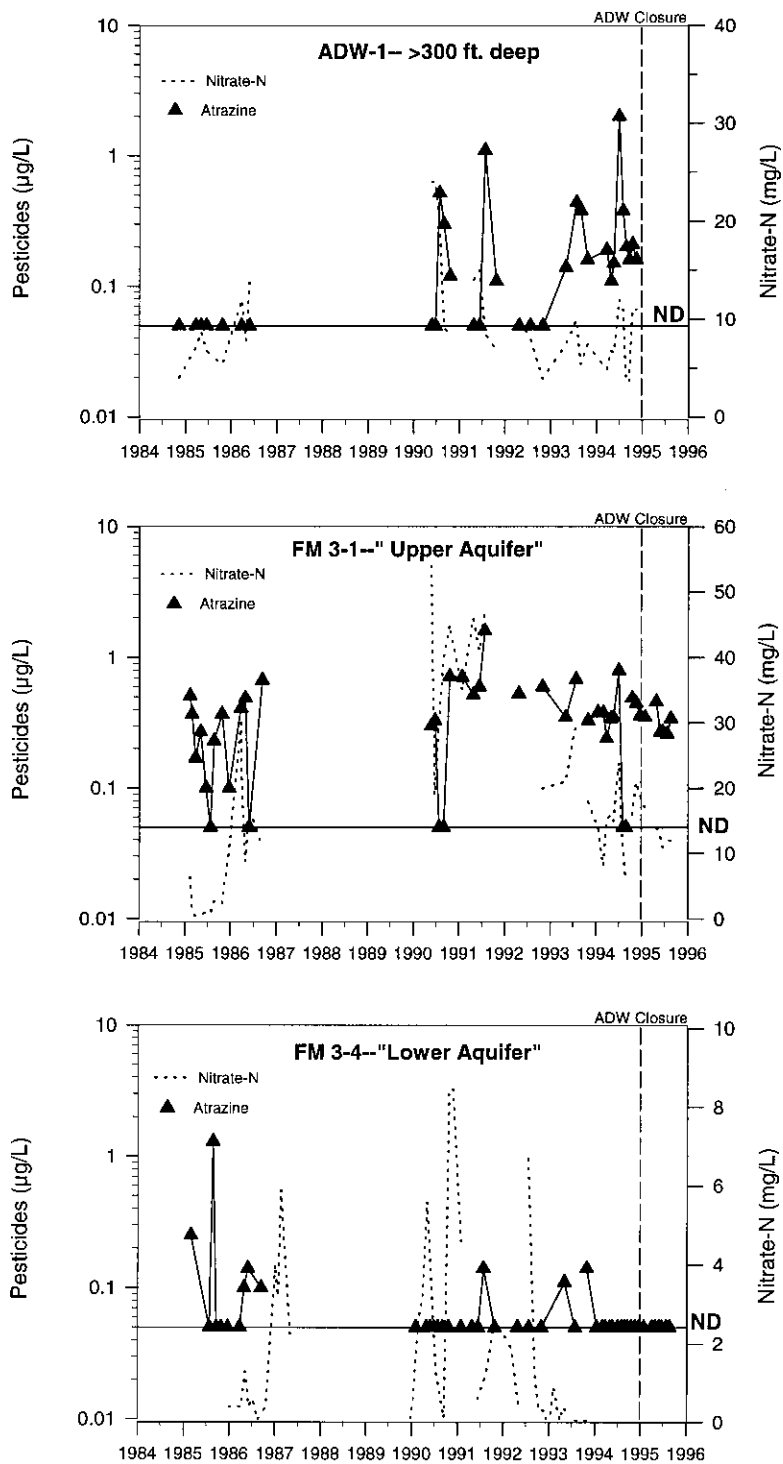 ADW Closure
ADW-1-- >300 ft. deep
Nitrate-N
Atrazine
Pesticides (µg/L)
10
1
0.1
0.01
40
30
20
10
0
Nitrate-N (mg/L)
ND
1984 1985 1986 1987 1988 1989 1990 1991 1992 1993 1994 1995 1996
ADW Closure
FM 3-1--" Upper Aquifer"
Nitrate-N
Atrazine
Pesticides (µg/L)
10
1
0.1
0.01
60
50
40
30
20
10
0
Nitrate-N (mg/L)
ND
1984 1985 1986 1987 1988 1989 1990 1991 1992 1993 1994 1995 1996
ADW Closure
FM 3-4--"Lower Aquifer"
Nitrate-N
Atrazine
Pesticides (µg/L)
10
1
0.1
0.01
10
8
6
4
2
0
Nitrate-N (mg/L)
ND
1984 1985 1986 1987 1988 1989 1990 1991 1992 1993 1994 1995 1996